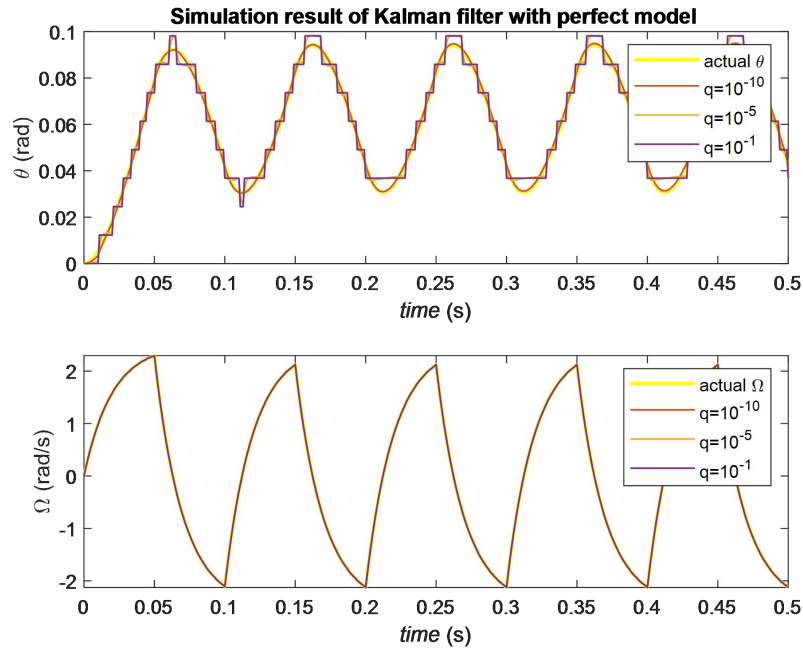 Simulation result of Kalman filter with perfect model
0.1
0.08
0.06
0.04
0.02
0
θ (rad)
actual θ
q=10⁻¹⁰
q=10⁻⁵
q=10⁻¹
0 0.05 0.1 0.15 0.2 0.25 0.3 0.35 0.4 0.45 0.5
time (s)
2
1
0
-1
-2
Ω (rad/s)
actual Ω
q=10⁻¹⁰
q=10⁻⁵
q=10⁻¹
0 0.05 0.1 0.15 0.2 0.25 0.3 0.35 0.4 0.45 0.5
time (s)